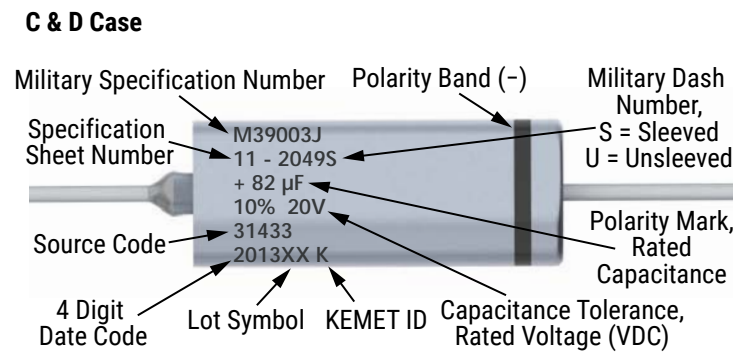 C & D Case
Military Specification Number
Polarity Band (−)
Military Dash
Number,
S = Sleeved
U = Unsleeved
Specification
Sheet Number
M39003J
11 - 2049S
+ 82 µF
10% 20V
31433
2013XX K
Source Code
Polarity Mark,
Rated
Capacitance
4 Digit
Date Code
Lot Symbol
KEMET ID
Capacitance Tolerance,
Rated Voltage (VDC)